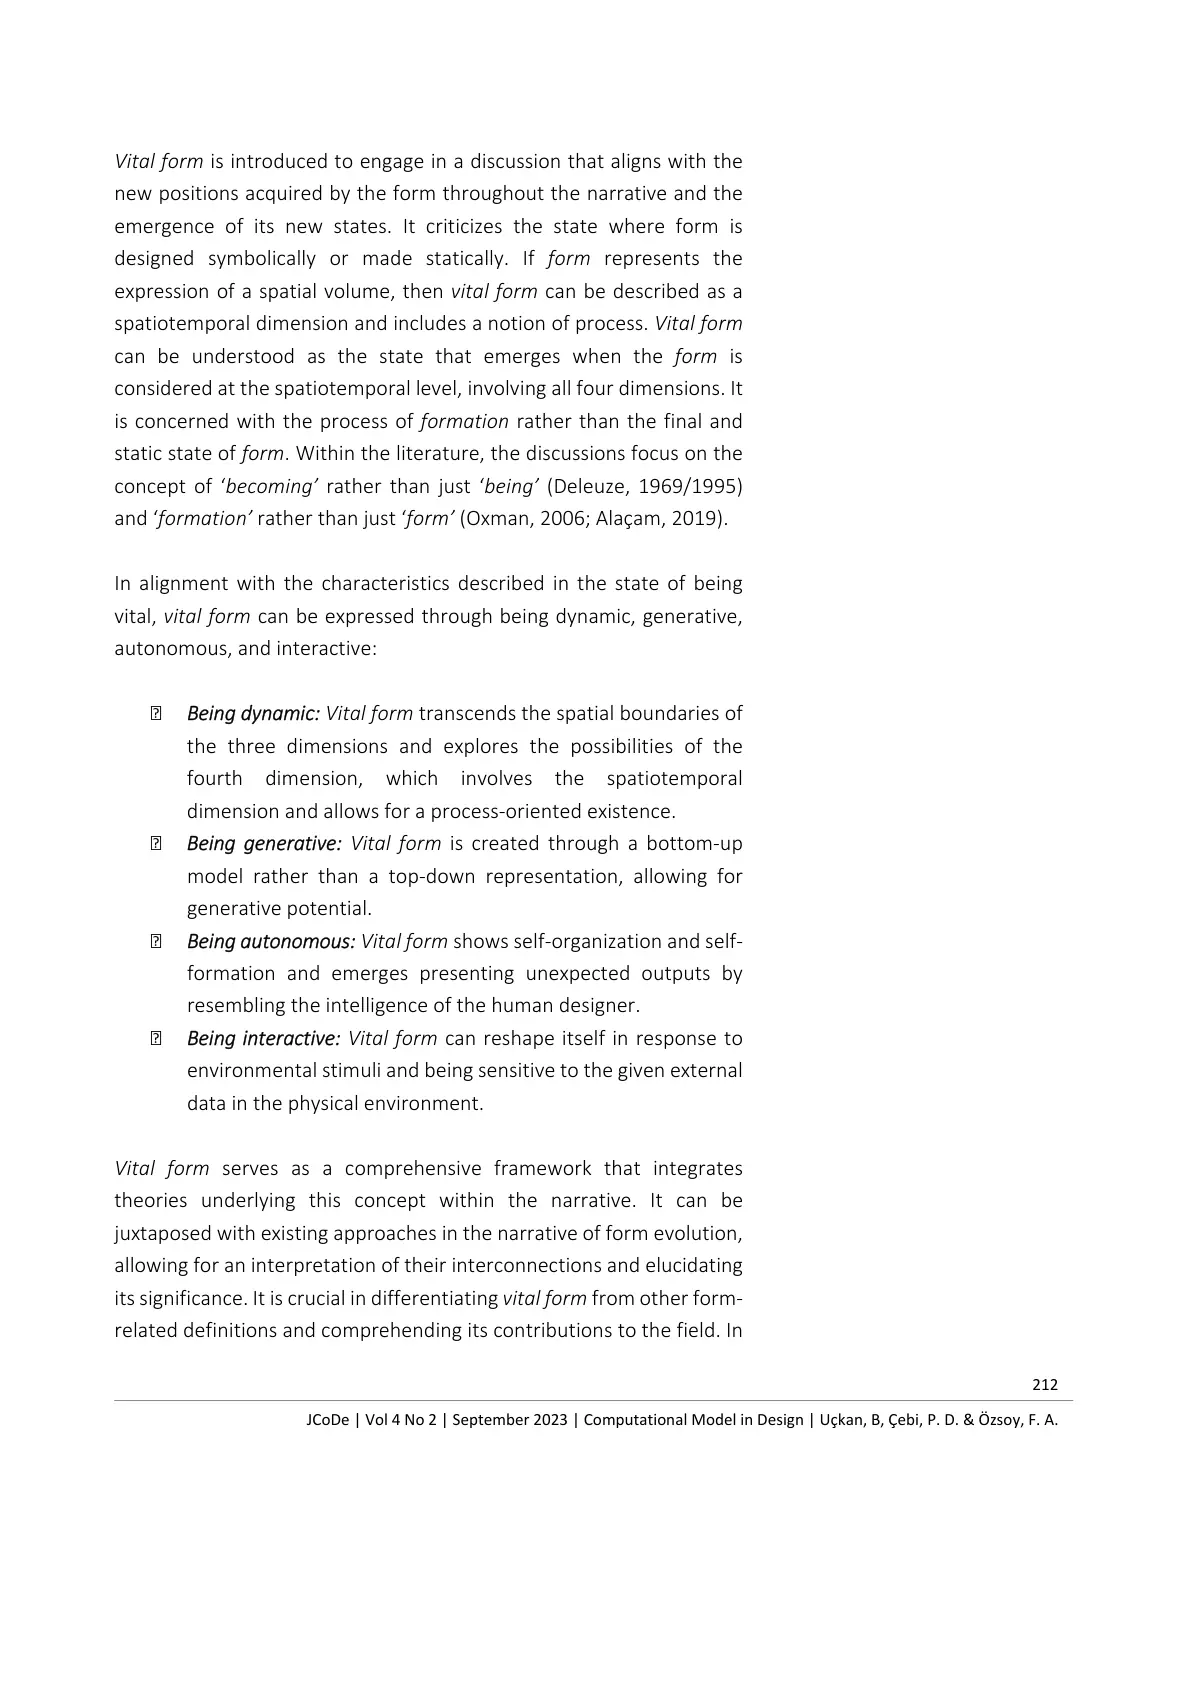 Vital form is introduced to engage in a discussion that aligns with the
new positions acquired by the form throughout the narrative and the
emergence of its new states. It criticizes the state where form is
designed symbolically or made statically. If form represents the
expression of a spatial volume, then vital form can be described as a
spatiotemporal dimension and includes a notion of process. Vital form
can be understood as the state that emerges when the form is
considered at the spatiotemporal level, involving all four dimensions. It
is concerned with the process of formation rather than the final and
static state of form. Within the literature, the discussions focus on the
concept of ‘becoming’ rather than just ‘being’ (Deleuze, 1969/1995)
and ‘formation’ rather than just ‘form’ (Oxman, 2006; Alaçam, 2019).
In alignment with the characteristics described in the state of being
vital, vital form can be expressed through being dynamic, generative,
autonomous, and interactive:
Being dynamic: Vital form transcends the spatial boundaries of
the three dimensions and explores the possibilities of the
fourth dimension, which involves the spatiotemporal
dimension and allows for a process-oriented existence.
Being generative: Vital form is created through a bottom-up
model rather than a top-down representation, allowing for
generative potential.
Being autonomous: Vital form shows self-organization and self-
formation and emerges presenting unexpected outputs by
resembling the intelligence of the human designer.
Being interactive: Vital form can reshape itself in response to
environmental stimuli and being sensitive to the given external
data in the physical environment.
Vital form serves as a comprehensive framework that integrates
theories underlying this concept within the narrative. It can be
juxtaposed with existing approaches in the narrative of form evolution,
allowing for an interpretation of their interconnections and elucidating
its significance. It is crucial in differentiating vital form from other form-
related definitions and comprehending its contributions to the field. In
212
JCoDe | Vol 4 No 2 | September 2023 | Computational Model in Design | Uçkan, B, Çebi, P. D. & Özsoy, F. A.